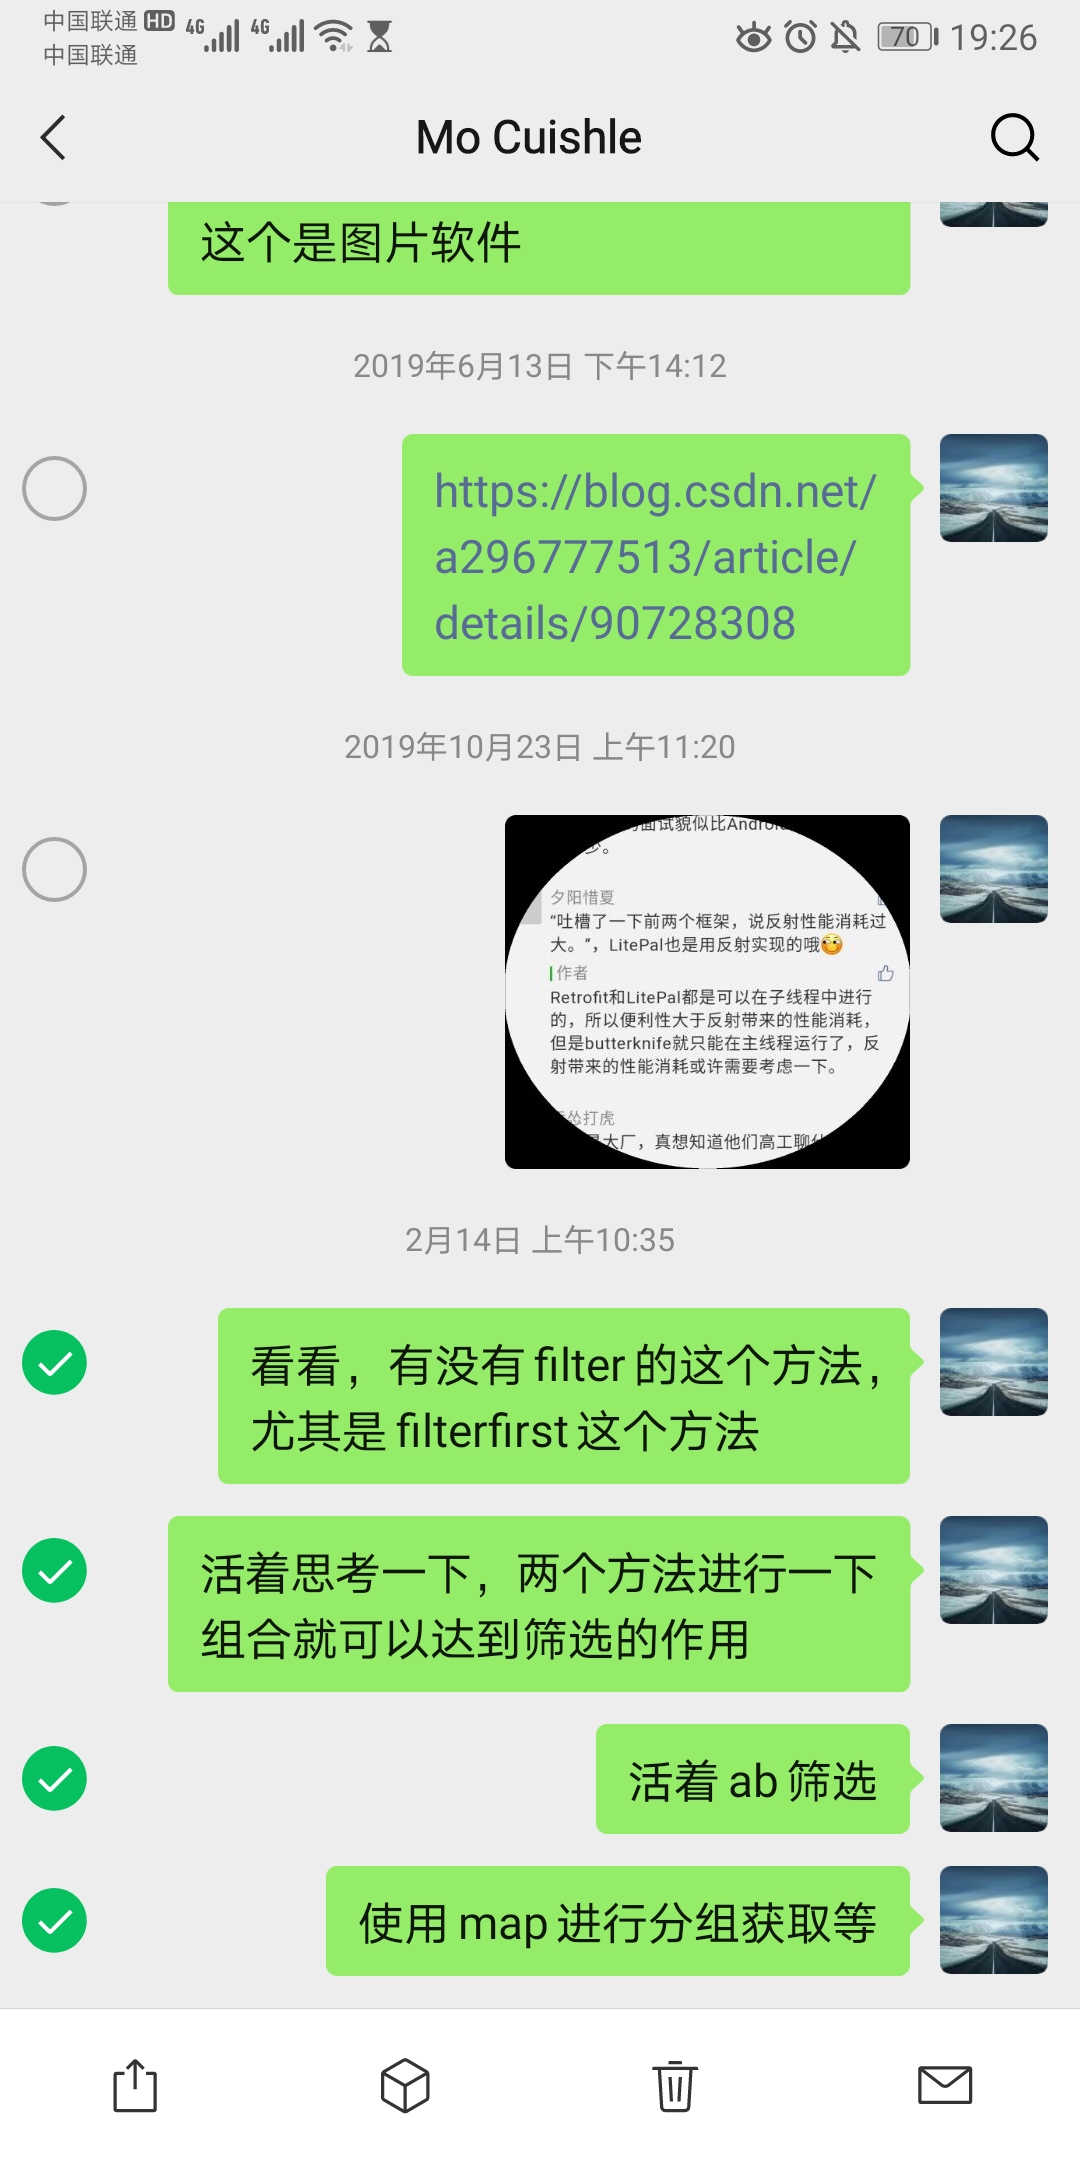 中国联通 HD 4G 4G 70 19:26
中国联通
Mo Cuishle
这个是图片软件
2019年6月13日 下午14:12
https://blog.csdn.net/
a296777513/article/
details/90728308
2019年10月23日 上午11:20
面试貌似比Android
少。
夕阳惜夏
“吐槽了一下前两个框架，说反射性能消耗过
大。”，LitePal也是用反射实现的哦
作者
Retrofit和LitePal都是可以在子线程中进行
的，所以便利性大于反射带来的性能消耗，
但是butterknife就只能在主线程运行了，反
射带来的性能消耗或许需要考虑一下。
怂打虎
是大厂，真想知道他们高工聊什
2月14日 上午10:35
看看，有没有 filter 的这个方法，
尤其是 filterfirst 这个方法
活着思考一下，两个方法进行一下
组合就可以达到筛选的作用
活着 ab 筛选
使用 map 进行分组获取等